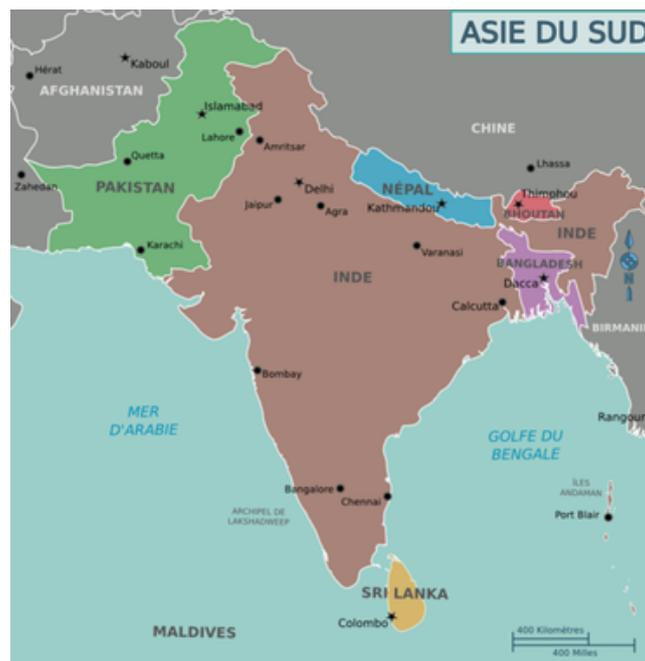 ASIE DU SUD
Hérat
Kaboul
AFGHANISTAN
Islamabad
CHINE
Lahore
Amritsar
Quetta
Lhassa
Zahedan
PAKISTAN
Delhi
NÉPAL
Thimphou
Jaipur
Agra
Kathmandou
BHOUTAN
INDE
Karachi
Varanasi
BANGLADESH
INDE
Dacca
N
Calcutta
BIRMANI
Bombay
MER
D'ARABIE
Rangour
GOLFE DU
BENGALE
Bangalore
Chennai
ÎLES
ANDAMAN
ARCHIPEL DE
LAKSHADWEEP
Port Blair
SRI LANKA
Colombo
MALDIVES
400 Kilomètres
400 Milles